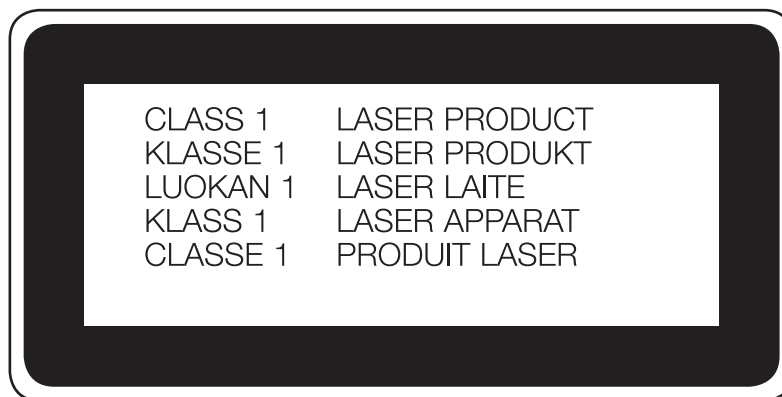 CLASS 1 LASER PRODUCT
KLASSE 1 LASER PRODUKT
LUOKAN 1 LASER LAITE
KLASS 1 LASER APPARAT
CLASSE 1 PRODUIT LASER